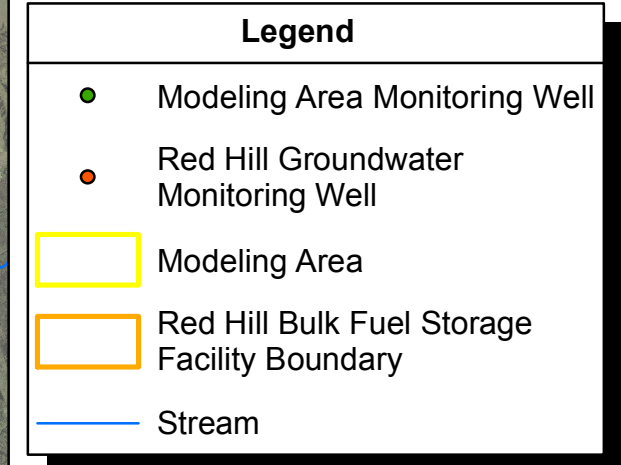 Legend
Modeling Area Monitoring Well
Red Hill Groundwater
Monitoring Well
Modeling Area
Red Hill Bulk Fuel Storage
Facility Boundary
Stream